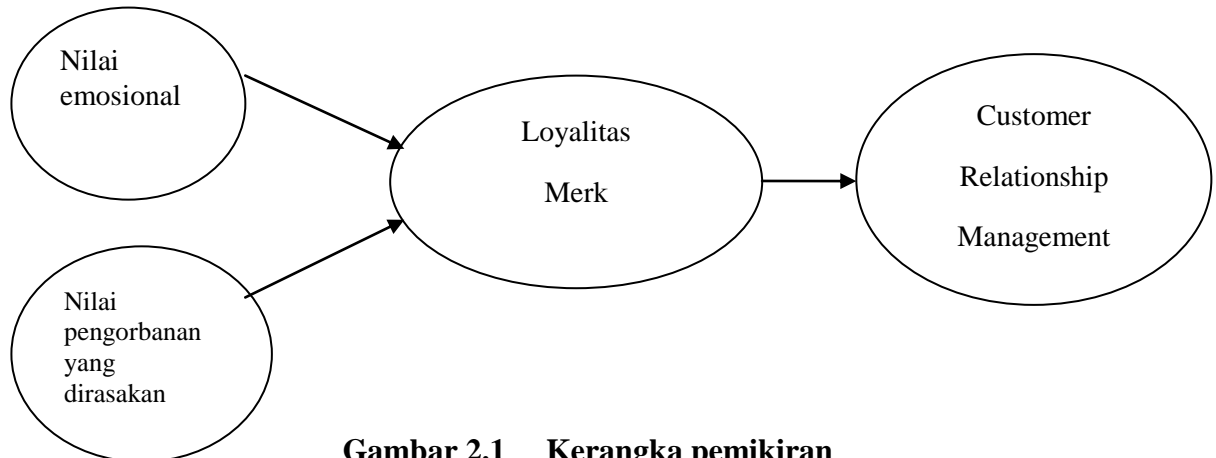 Nilai
emosional
Loyalitas
Merk
Customer
Relationship
Management
Nilai
pengorbanan
yang
dirasakan
Gambar 2.1 Kerangka pemikiran